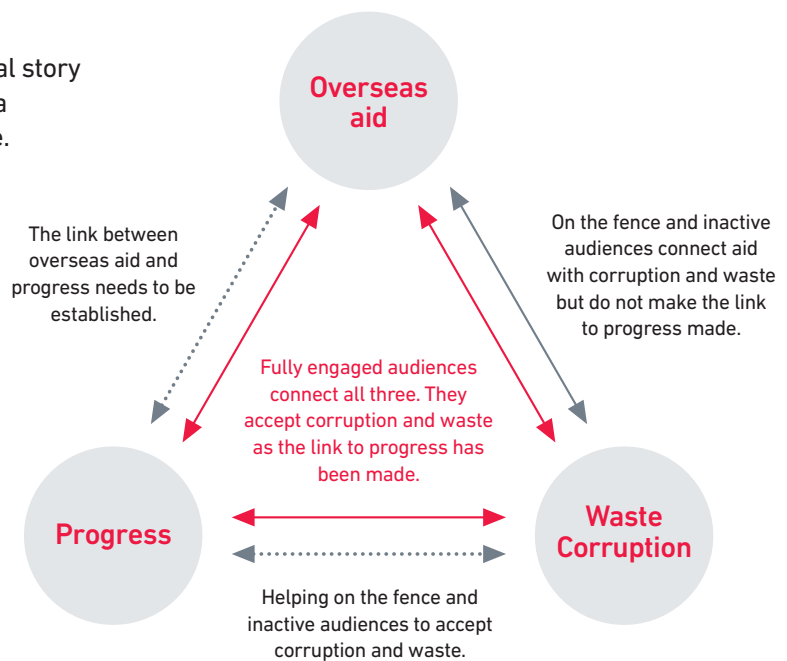 al story
a
e.
Overseas
aid
The link between
overseas aid and
progress needs to be
established.
On the fence and inactive
audiences connect aid
with corruption and waste
but do not make the link
to progress made.
Fully engaged audiences
connect all three. They
accept corruption and waste
as the link to progress has
been made.
Progress
Waste
Corruption
Helping on the fence and
inactive audiences to accept
corruption and waste.